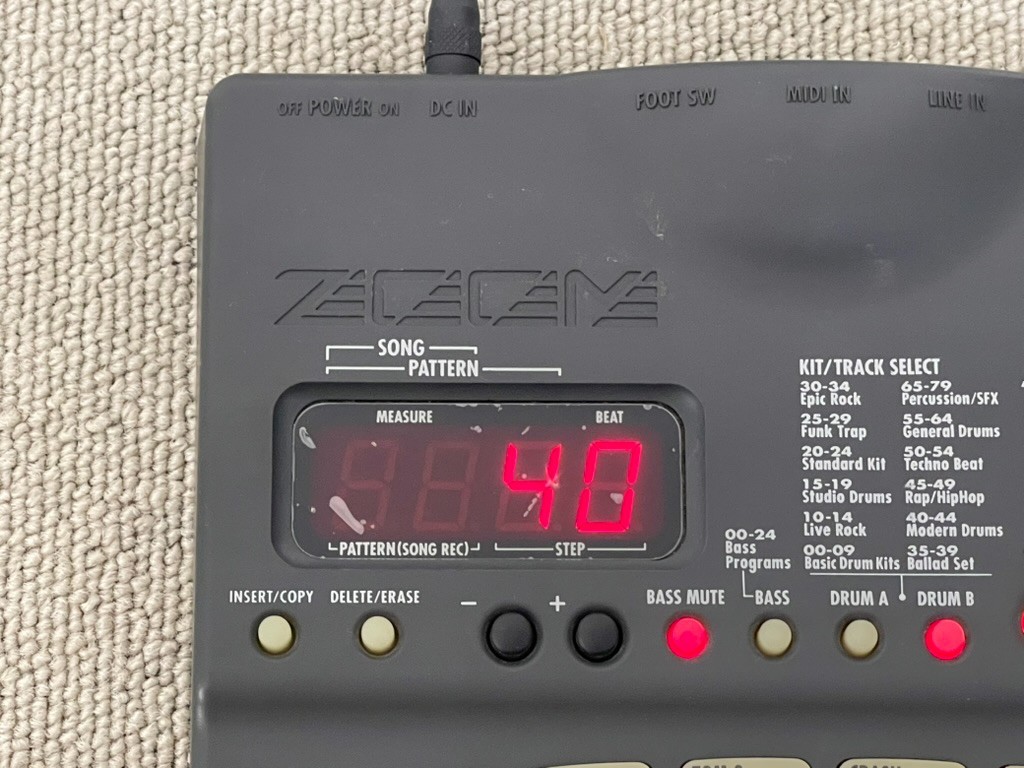 OFF POWER ON DC IN FOOT SW MIDI IN LINE IN
ZOOM
SONG
PATTERN
MEASURE BEAT
40
PATTERN (SONG REC) STEP
KIT/TRACK SELECT
30-34 65-79
Epic Rock Percussion/SFX
25-29 55-64
Funk Trap General Drums
20-24 50-54
Standard Kit Techno Beat
15-19 45-49
Studio Drums Rap/HipHop
10-14 40-44
Live Rock Modern Drums
00-09 35-39
Basic Drum Kits Ballad Set
00-24
Bass
Programs
INSERT/COPY DELETE/ERASE - + BASS MUTE BASS DRUM A • DRUM B